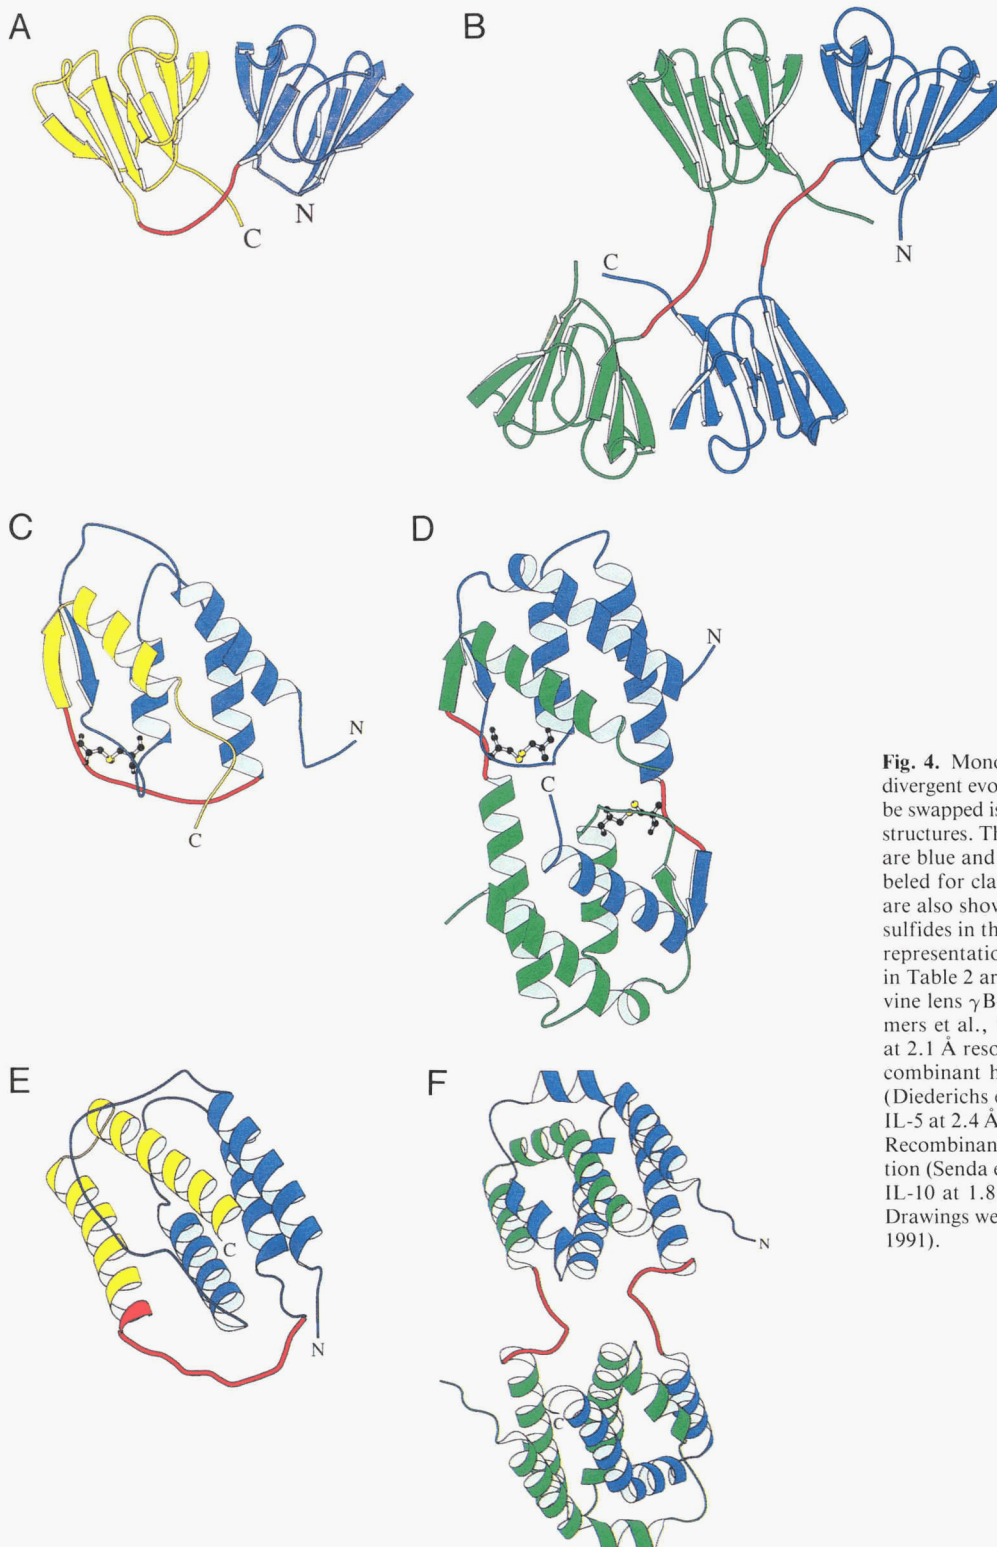 A
B
C
N
N
C
C
D
N
N
C
C
Fig. 4. Mono
divergent evo
be swapped is
structures. Th
are blue and
beled for cla
are also show
sulfides in th
representation
in Table 2 an
vine lens γB
mers et al.,
at 2.1 Å reso
combinant h
(Diederichs e
IL-5 at 2.4 Å
Recombinan
tion (Senda e
IL-10 at 1.8
Drawings we
1991).
E
F
C
N
N
C